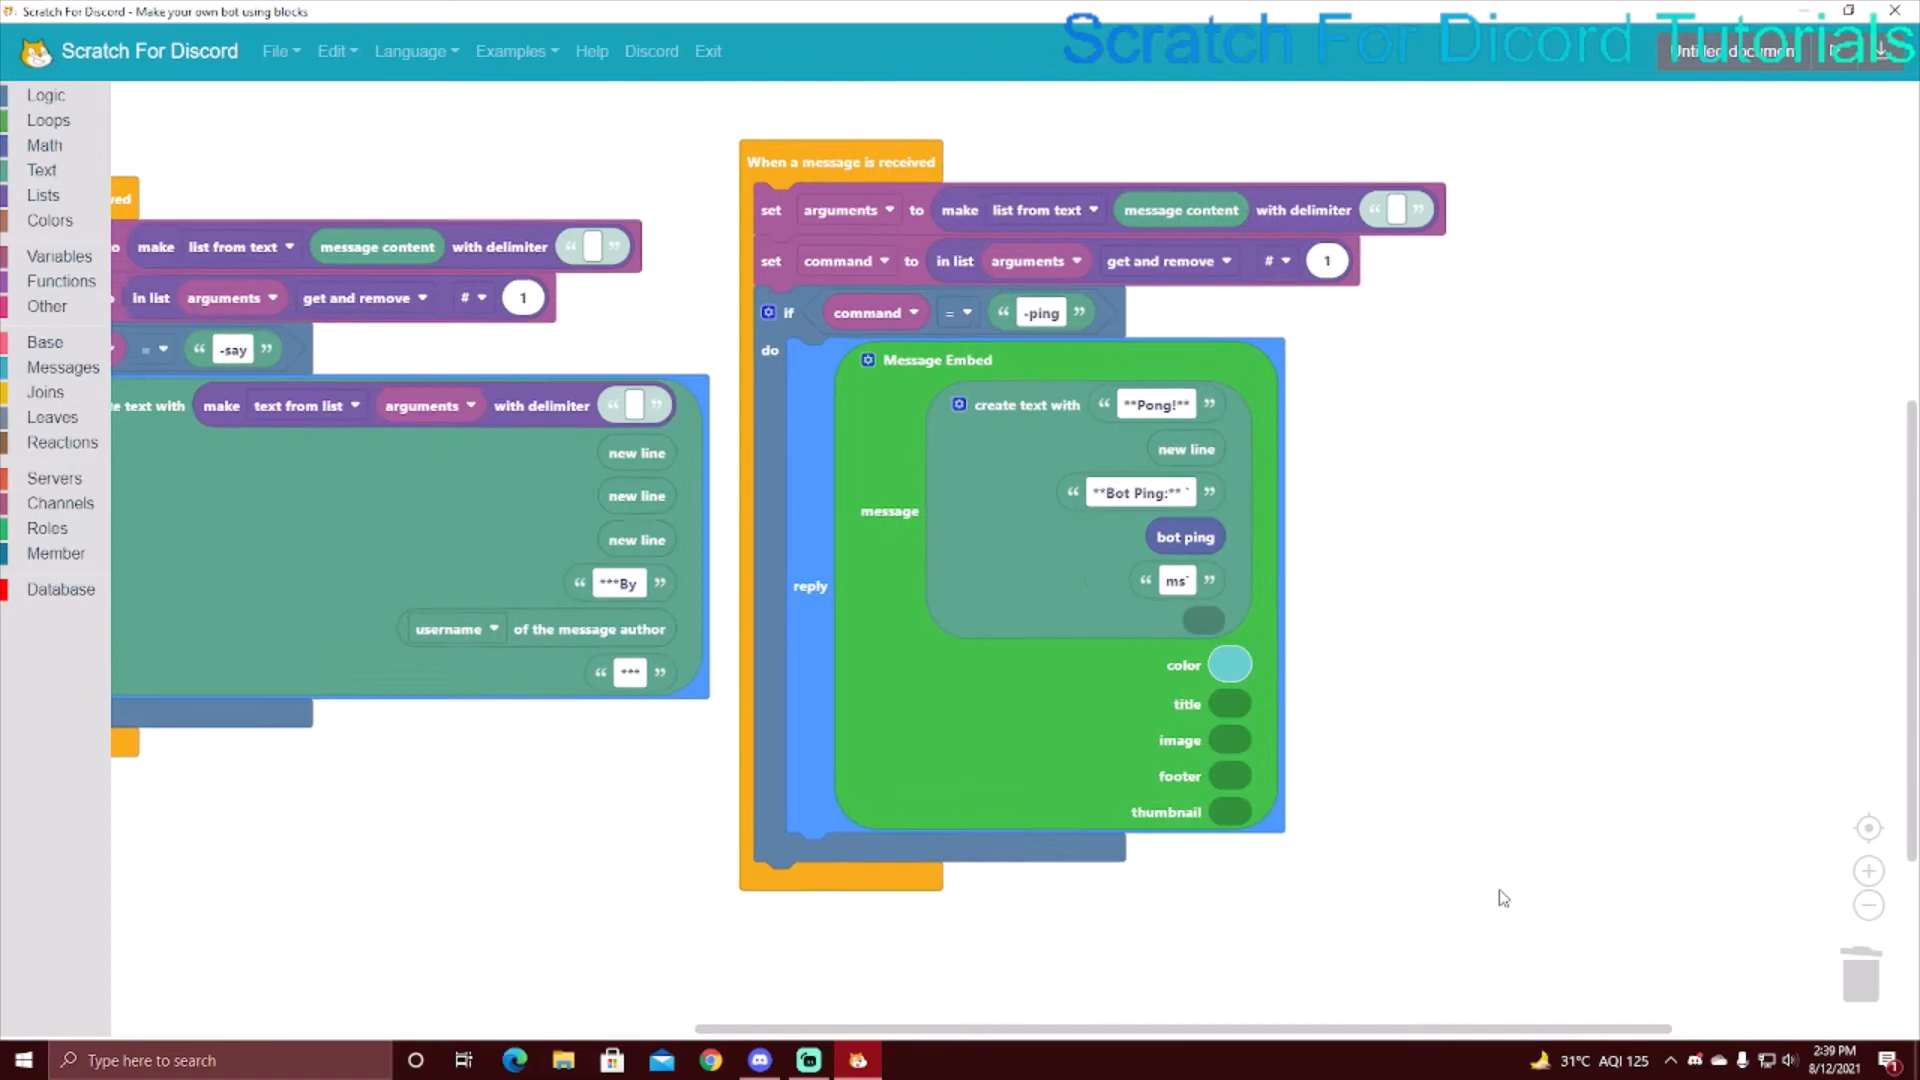 Scratch For Discord - Make your own bot using blocks
Scratch For Discord File Edit Language Examples Help Discord Exit
Scratch For Dicord Tutorials
Untitled document
Logic
Loops
Math
Text
Lists
Colors
Variables
Functions
Other
Base
Messages
Joins
Leaves
Reactions
Servers
Channels
Roles
Member
Database
ved
o make list from text message content with delimiter “ ”
in list arguments get and remove # 1
= “ -say ”
e text with make text from list arguments with delimiter “ ”
new line
new line
new line
“ ***By ”
username of the message author
“ *** ”
When a message is received
set arguments to make list from text message content with delimiter “ ”
set command to in list arguments get and remove # 1
if command = “ -ping ”
do
Message Embed
create text with “ **Pong!** ”
new line
“ **Bot Ping:** ` ”
message
bot ping
“ ms` ”
reply
color
title
image
footer
thumbnail
Type here to search
31°C AQI 125
2:39 PM
8/12/2021
1